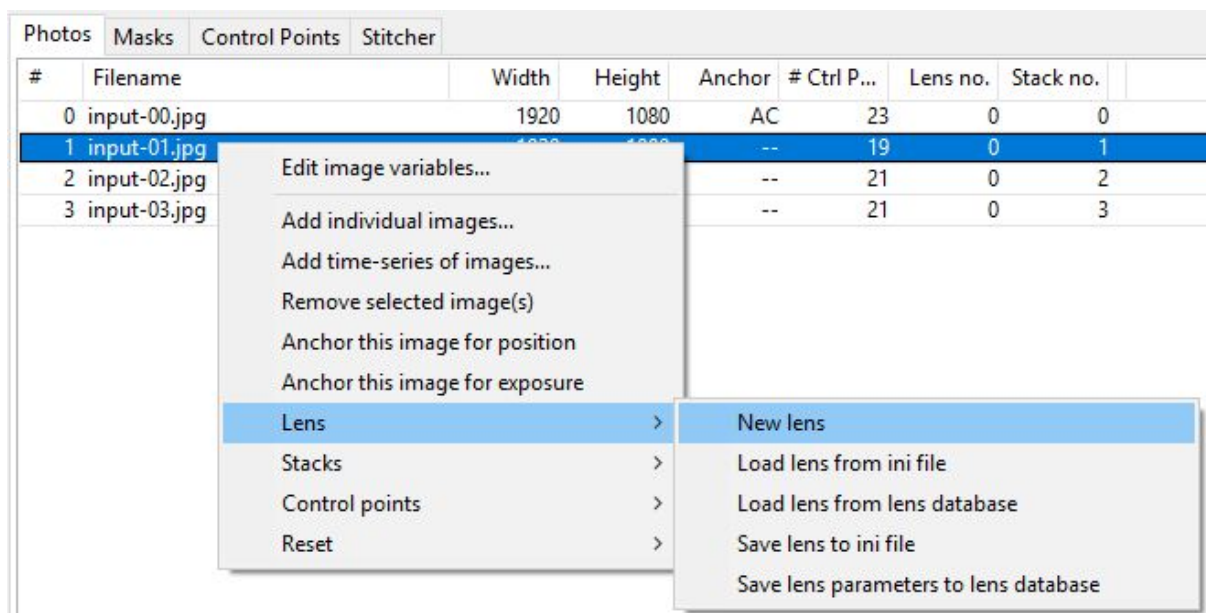 Photos Masks Control Points Stitcher
# Filename Width Height Anchor # Ctrl P... Lens no. Stack no.
0 input-00.jpg 1920 1080 AC 23 0 0
1 input-01.jpg -- 19 0 1
2 input-02.jpg -- 21 0 2
3 input-03.jpg -- 21 0 3
Edit image variables...
Add individual images...
Add time-series of images...
Remove selected image(s)
Anchor this image for position
Anchor this image for exposure
Lens >
Stacks >
Control points >
Reset >
New lens
Load lens from ini file
Load lens from lens database
Save lens to ini file
Save lens parameters to lens database